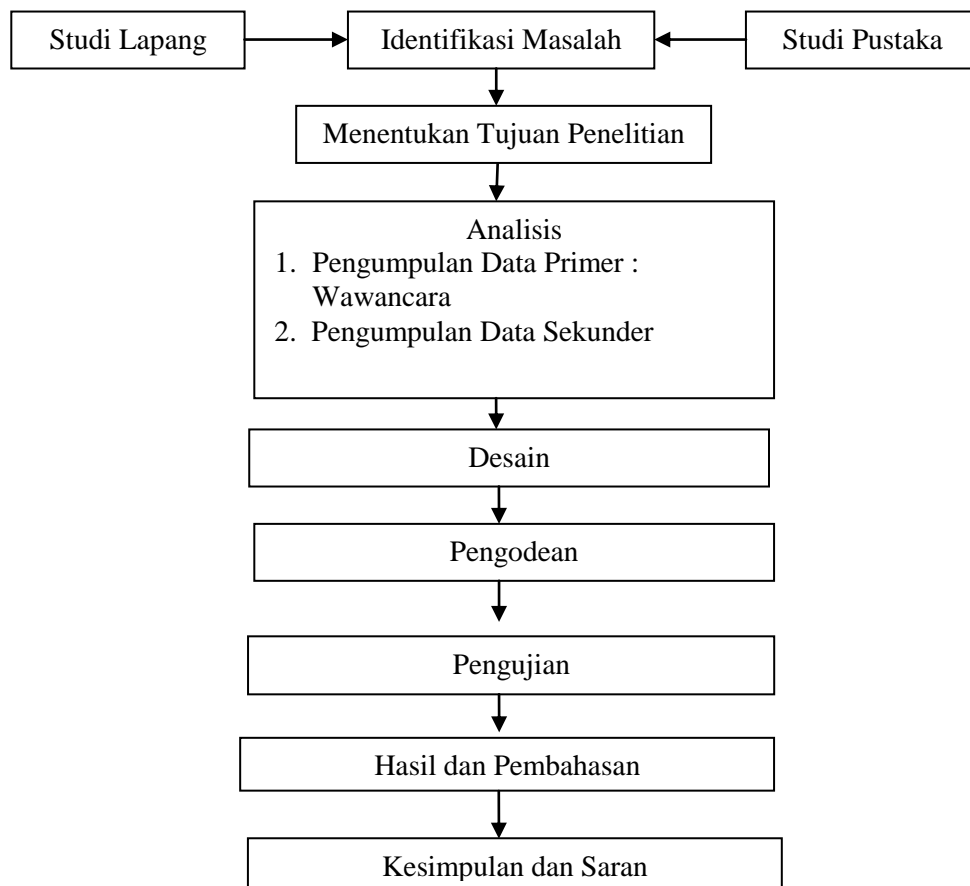 Studi Lapang
Identifikasi Masalah
Studi Pustaka
Menentukan Tujuan Penelitian
Analisis
1. Pengumpulan Data Primer :
Wawancara
2. Pengumpulan Data Sekunder
Desain
Pengodean
Pengujian
Hasil dan Pembahasan
Kesimpulan dan Saran